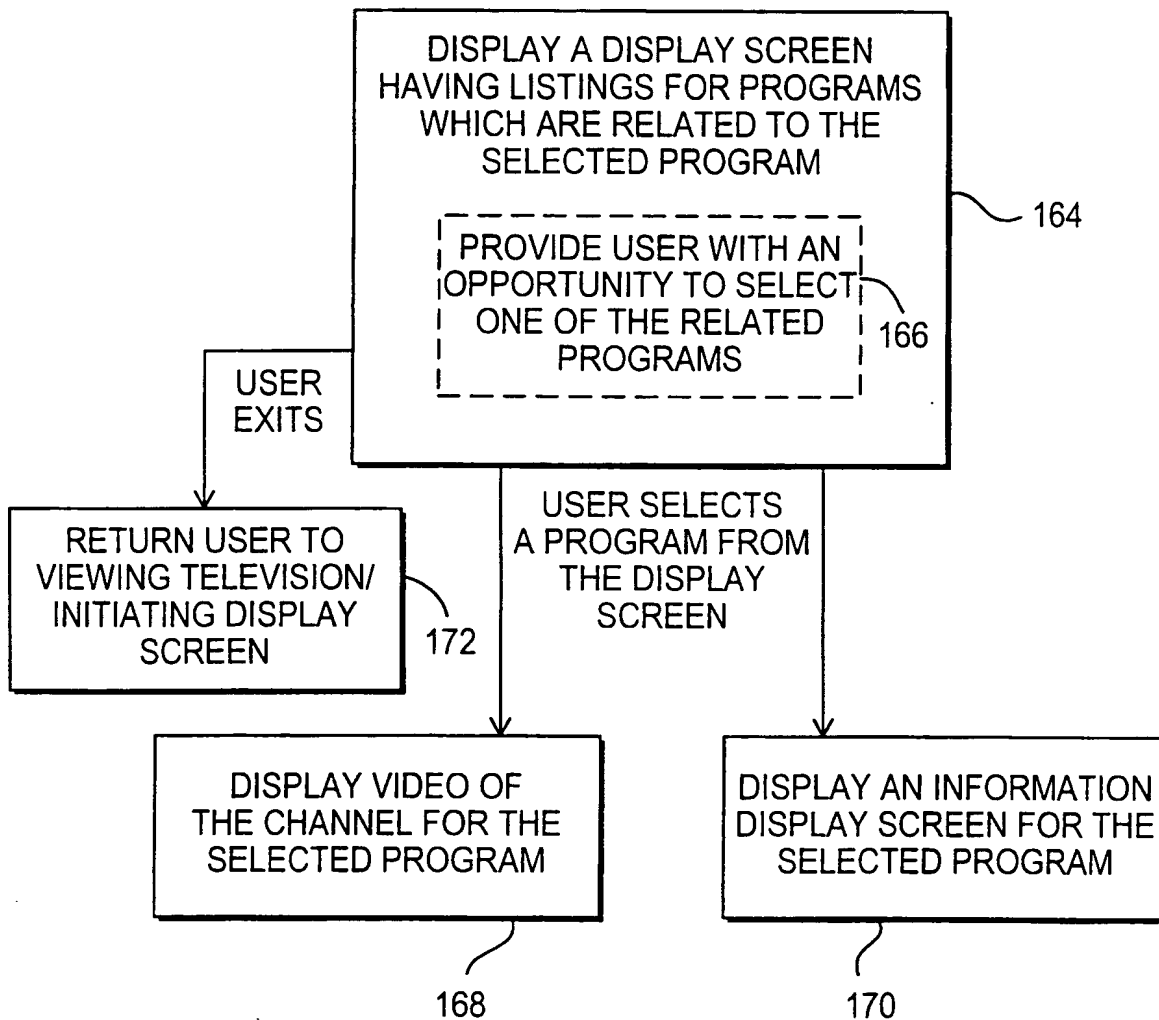 DISPLAY A DISPLAY SCREEN
HAVING LISTINGS FOR PROGRAMS
WHICH ARE RELATED TO THE
SELECTED PROGRAM
164
PROVIDE USER WITH AN
OPPORTUNITY TO SELECT
ONE OF THE RELATED
PROGRAMS
166
USER
EXITS
RETURN USER TO
VIEWING TELEVISION/
INITIATING DISPLAY
SCREEN
172
USER SELECTS
A PROGRAM FROM
THE DISPLAY
SCREEN
DISPLAY VIDEO OF
THE CHANNEL FOR THE
SELECTED PROGRAM
168
DISPLAY AN INFORMATION
DISPLAY SCREEN FOR THE
SELECTED PROGRAM
170